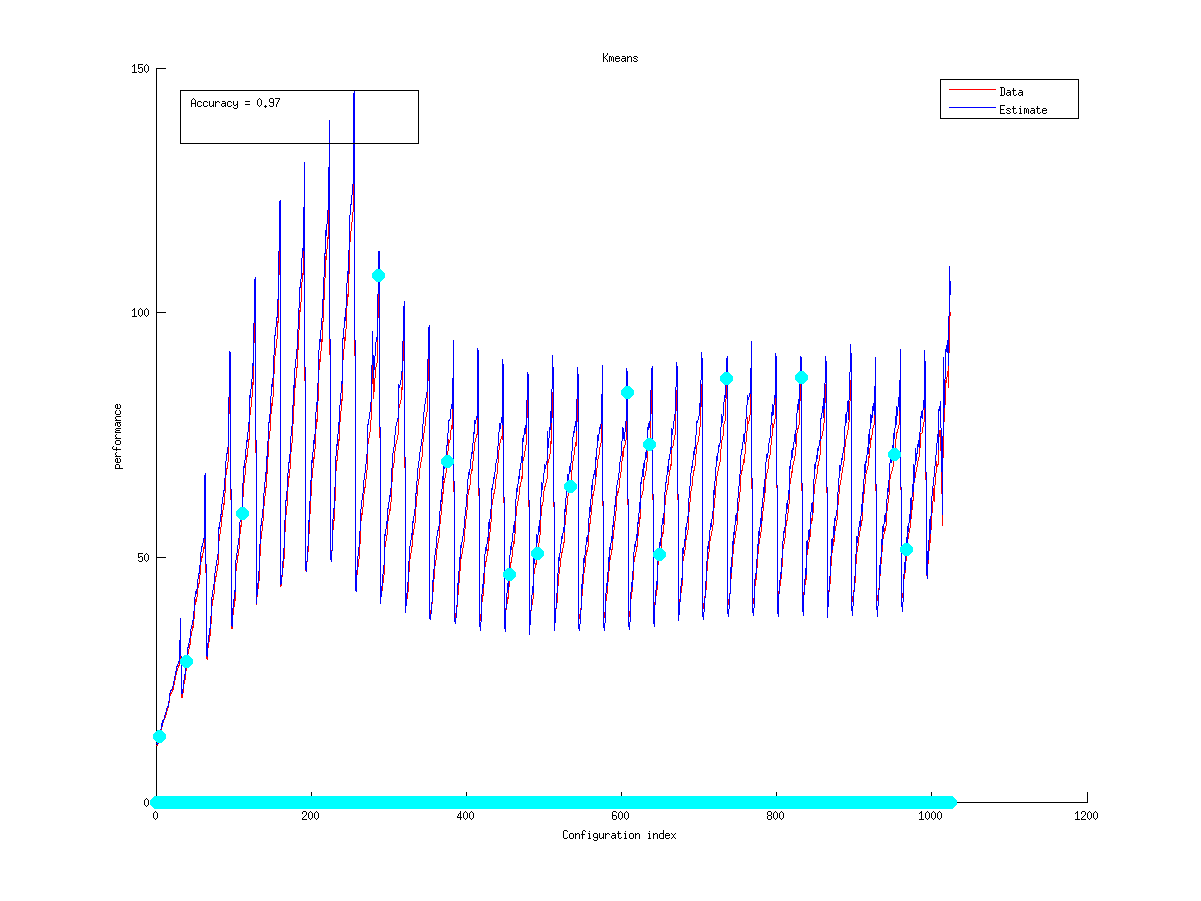 Kmeans
150
Accuracy = 0.97
Data
Estimate
100
performance
50
0
0 200 400 600 800 1000 1200
Configuration index